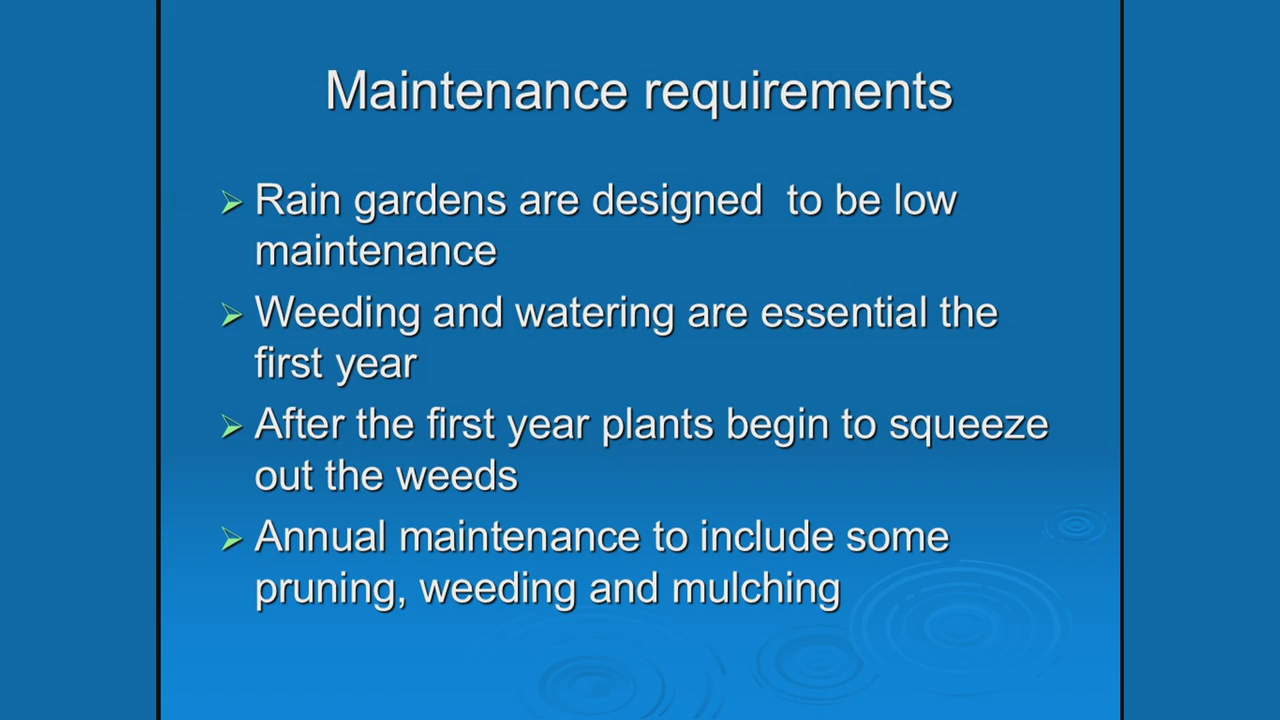 Maintenance requirements
Rain gardens are designed  to be low
maintenance
Weeding and watering are essential the
first year
After the first year plants begin to squeeze
out the weeds
Annual maintenance to include some
pruning, weeding and mulching